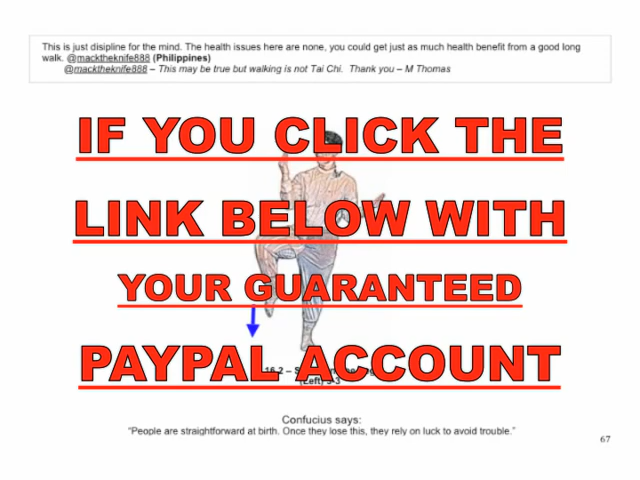 This is just disipline for the mind. The health issues here are none, you could get just as much health benefit from a good long
walk. @macktheknife888 (Philippines)
@macktheknife888 – This may be true but walking is not Tai Chi. Thank you – M Thomas
IF YOU CLICK THE
LINK BELOW WITH
YOUR GUARANTEED
PAYPAL ACCOUNT
(Left) 3-3
Confucius says:
"People are straightforward at birth. Once they lose this, they rely on luck to avoid trouble."
67